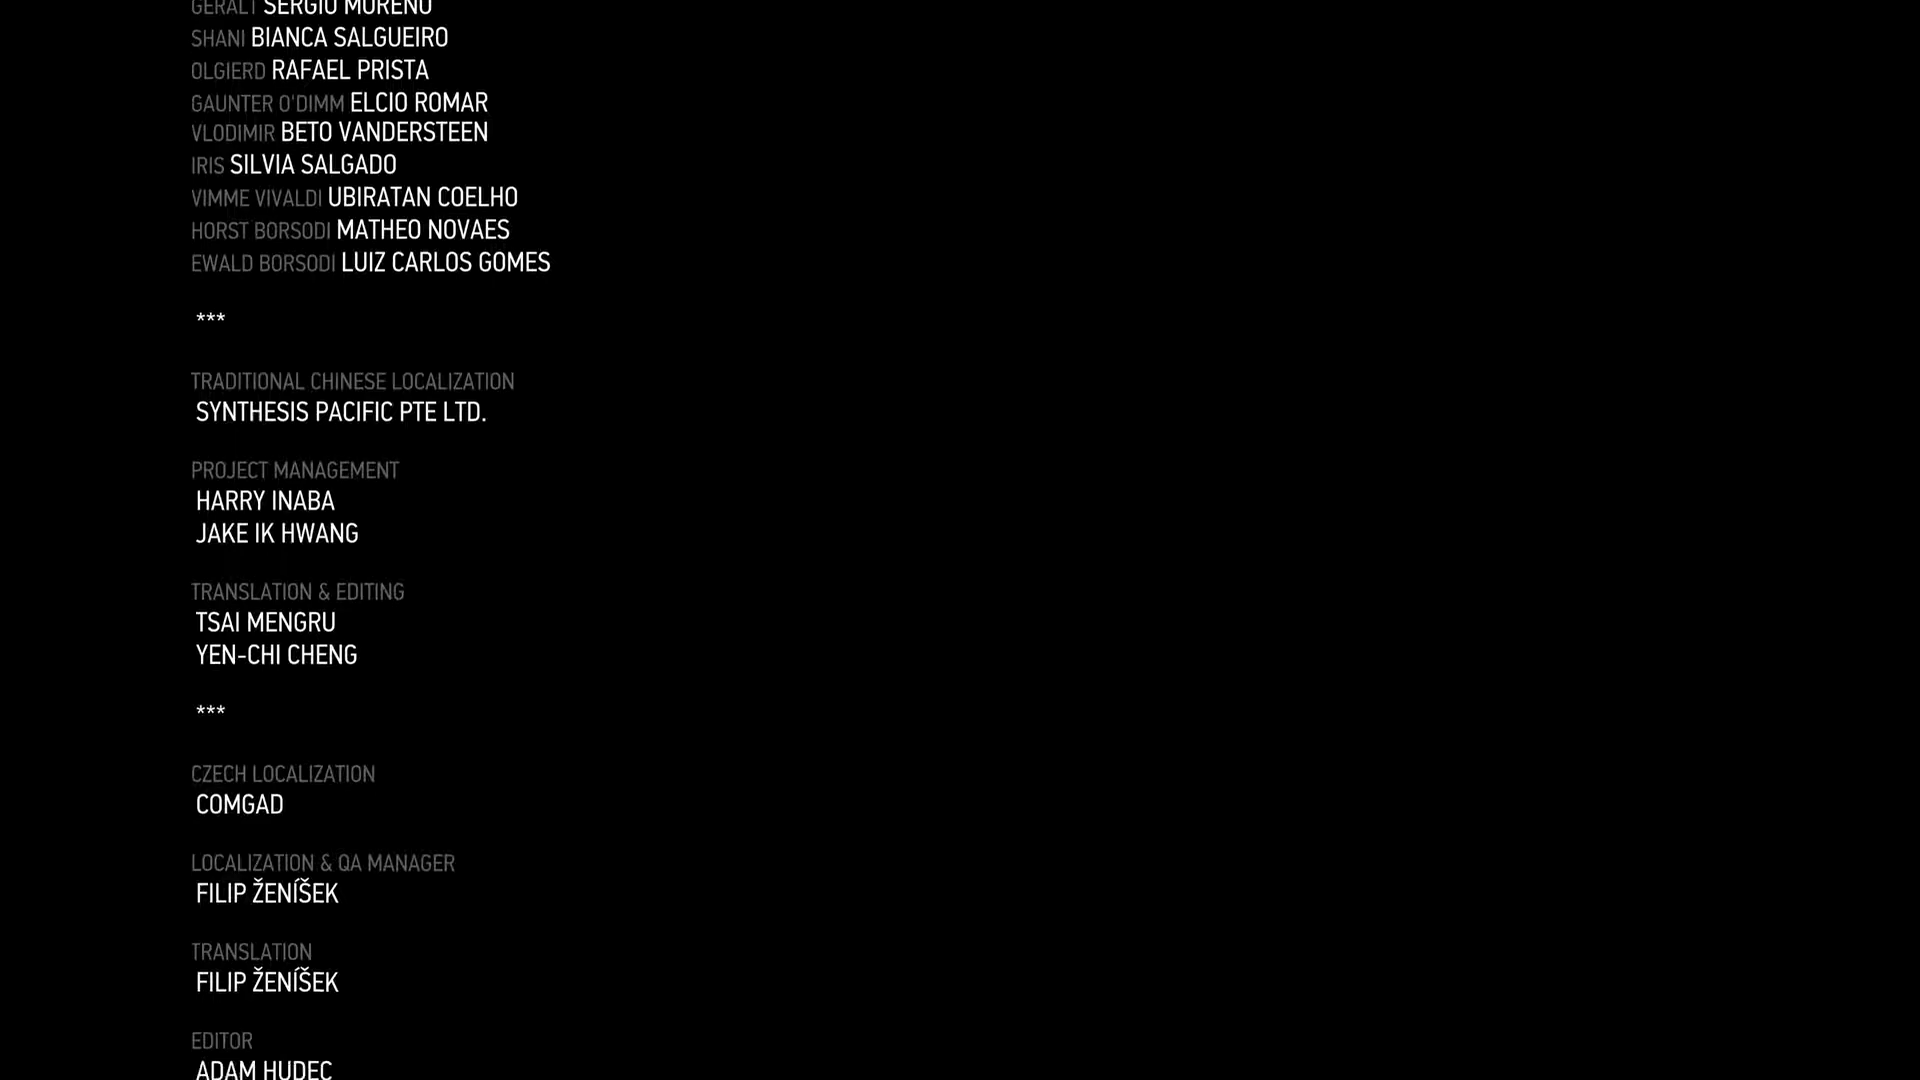 GERALT SERGIO MORENO
SHANI BIANCA SALGUEIRO
OLGIERD RAFAEL PRISTA
GAUNTER O'DIMM ELCIO ROMAR
VLODIMIR BETO VANDERSTEEN
IRIS SILVIA SALGADO
VIMME VIVALDI UBIRATAN COELHO
HORST BORSODI MATHEO NOVAES
EWALD BORSODI LUIZ CARLOS GOMES
***
TRADITIONAL CHINESE LOCALIZATION
SYNTHESIS PACIFIC PTE LTD.
PROJECT MANAGEMENT
HARRY INABA
JAKE IK HWANG
TRANSLATION & EDITING
TSAI MENGRU
YEN-CHI CHENG
***
CZECH LOCALIZATION
COMGAD
LOCALIZATION & QA MANAGER
FILIP ŽENÍŠEK
TRANSLATION
FILIP ŽENÍŠEK
EDITOR
ADAM HUDEC